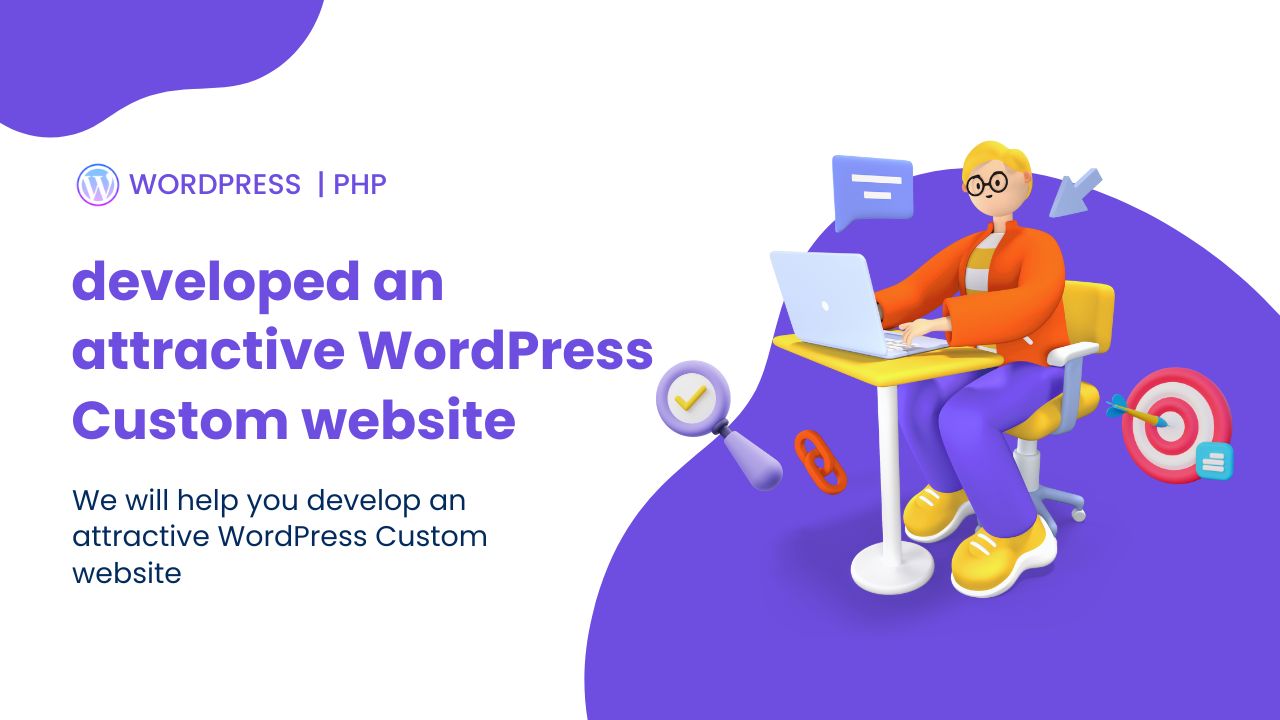 WORDPRESS | PHP
developed an
attractive WordPress
Custom website
We will help you develop an
attractive WordPress Custom
website